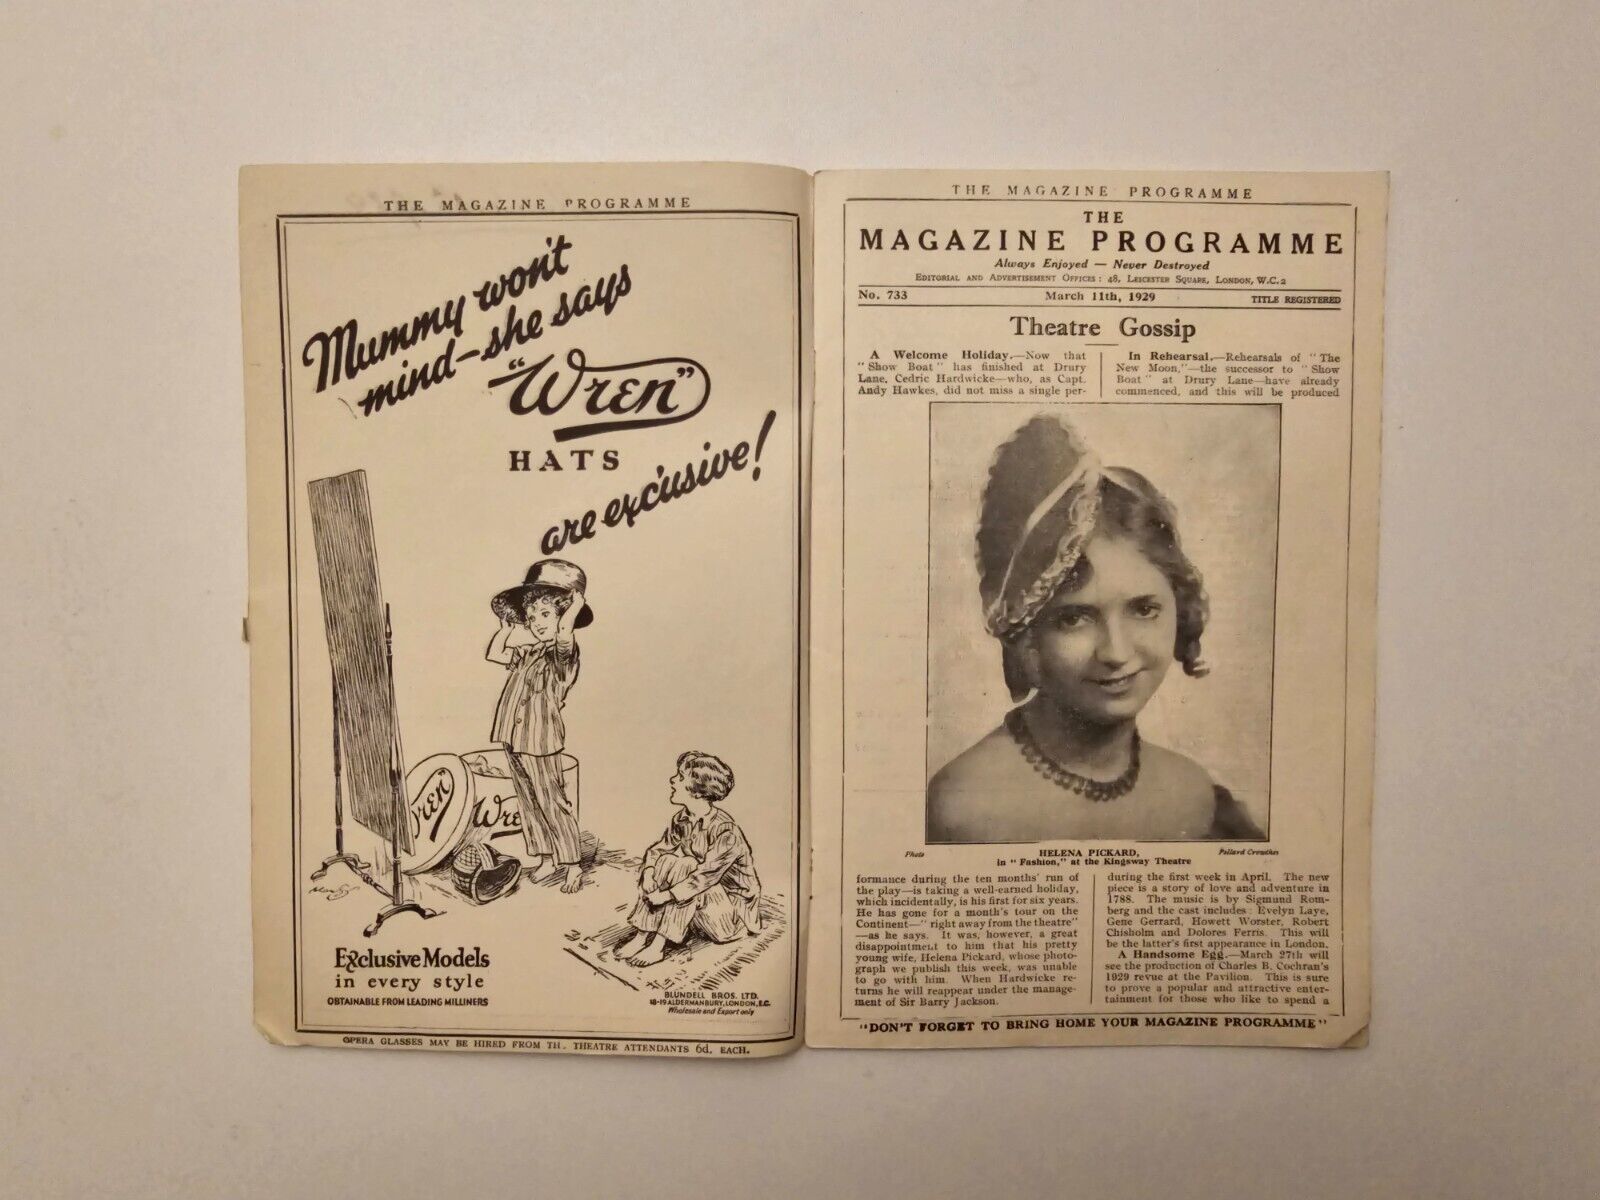 THE MAGAZINE PROGRAMME
Mummy won't
mind - she says
"Wren"
HATS
are exclusive!
Wren
Exclusive Models
in every style
OBTAINABLE FROM LEADING MILLINERS
BLUNDELL BROS. LTD.
18-19 ALDERMANBURY, LONDON, E.C.
Wholesale and Export only
OPERA GLASSES MAY BE HIRED FROM TH. THEATRE ATTENDANTS 6d. EACH.
THE MAGAZINE PROGRAMME
THE
MAGAZINE PROGRAMME
Always Enjoyed — Never Destroyed
EDITORIAL AND ADVERTISEMENT OFFICES : 48, LEICESTER SQUARE, LONDON, W.C.2
No. 733 March 11th, 1929 TITLE REGISTERED
Theatre Gossip
A Welcome Holiday.—Now that
"Show Boat" has finished at Drury
Lane, Cedric Hardwicke—who, as Capt.
Andy Hawkes, did not miss a single per-
In Rehearsal.—Rehearsals of "The
New Moon,"—the successor to "Show
Boat" at Drury Lane—have already
commenced, and this will be produced
Photo Pollard Crowther
HELENA PICKARD,
in "Fashion," at the Kingsway Theatre
formance during the ten months' run of
the play—is taking a well-earned holiday,
which incidentally, is his first for six years.
He has gone for a month's tour on the
Continent—"right away from the theatre"
—as he says. It was, however, a great
disappointment to him that his pretty
young wife, Helena Pickard, whose photo-
graph we publish this week, was unable
to go with him. When Hardwicke re-
turns he will reappear under the manage-
ment of Sir Barry Jackson.
during the first week in April. The new
piece is a story of love and adventure in
1788. The music is by Sigmund Rom-
berg and the cast includes : Evelyn Laye,
Gene Gerrard, Howett Worster, Robert
Chisholm and Dolores Ferris. This will
be the latter's first appearance in London.
A Handsome Egg.—March 27th will
see the production of Charles B. Cochran's
1929 revue at the Pavilion. This is sure
to prove a popular and attractive enter-
tainment for those who like to spend a
"DON'T FORGET TO BRING HOME YOUR MAGAZINE PROGRAMME"